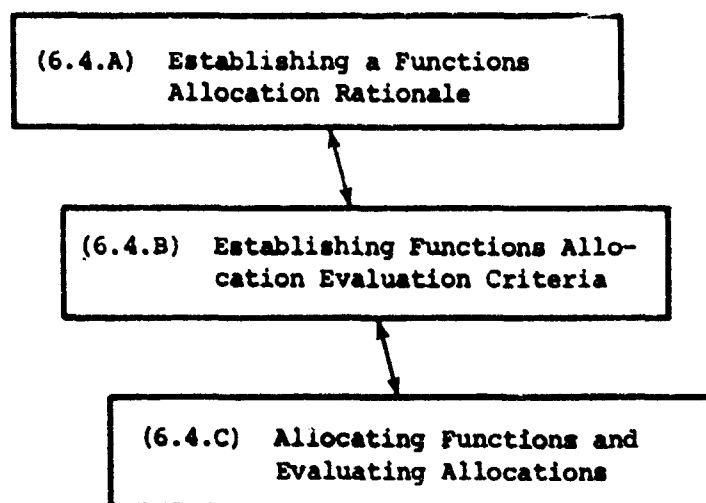 (6.4.A) Establishing a Functions
Allocation Rationale
(6.4.B) Establishing Functions Allo-
cation Evaluation Criteria
(6.4.C) Allocating Functions and
Evaluating Allocations